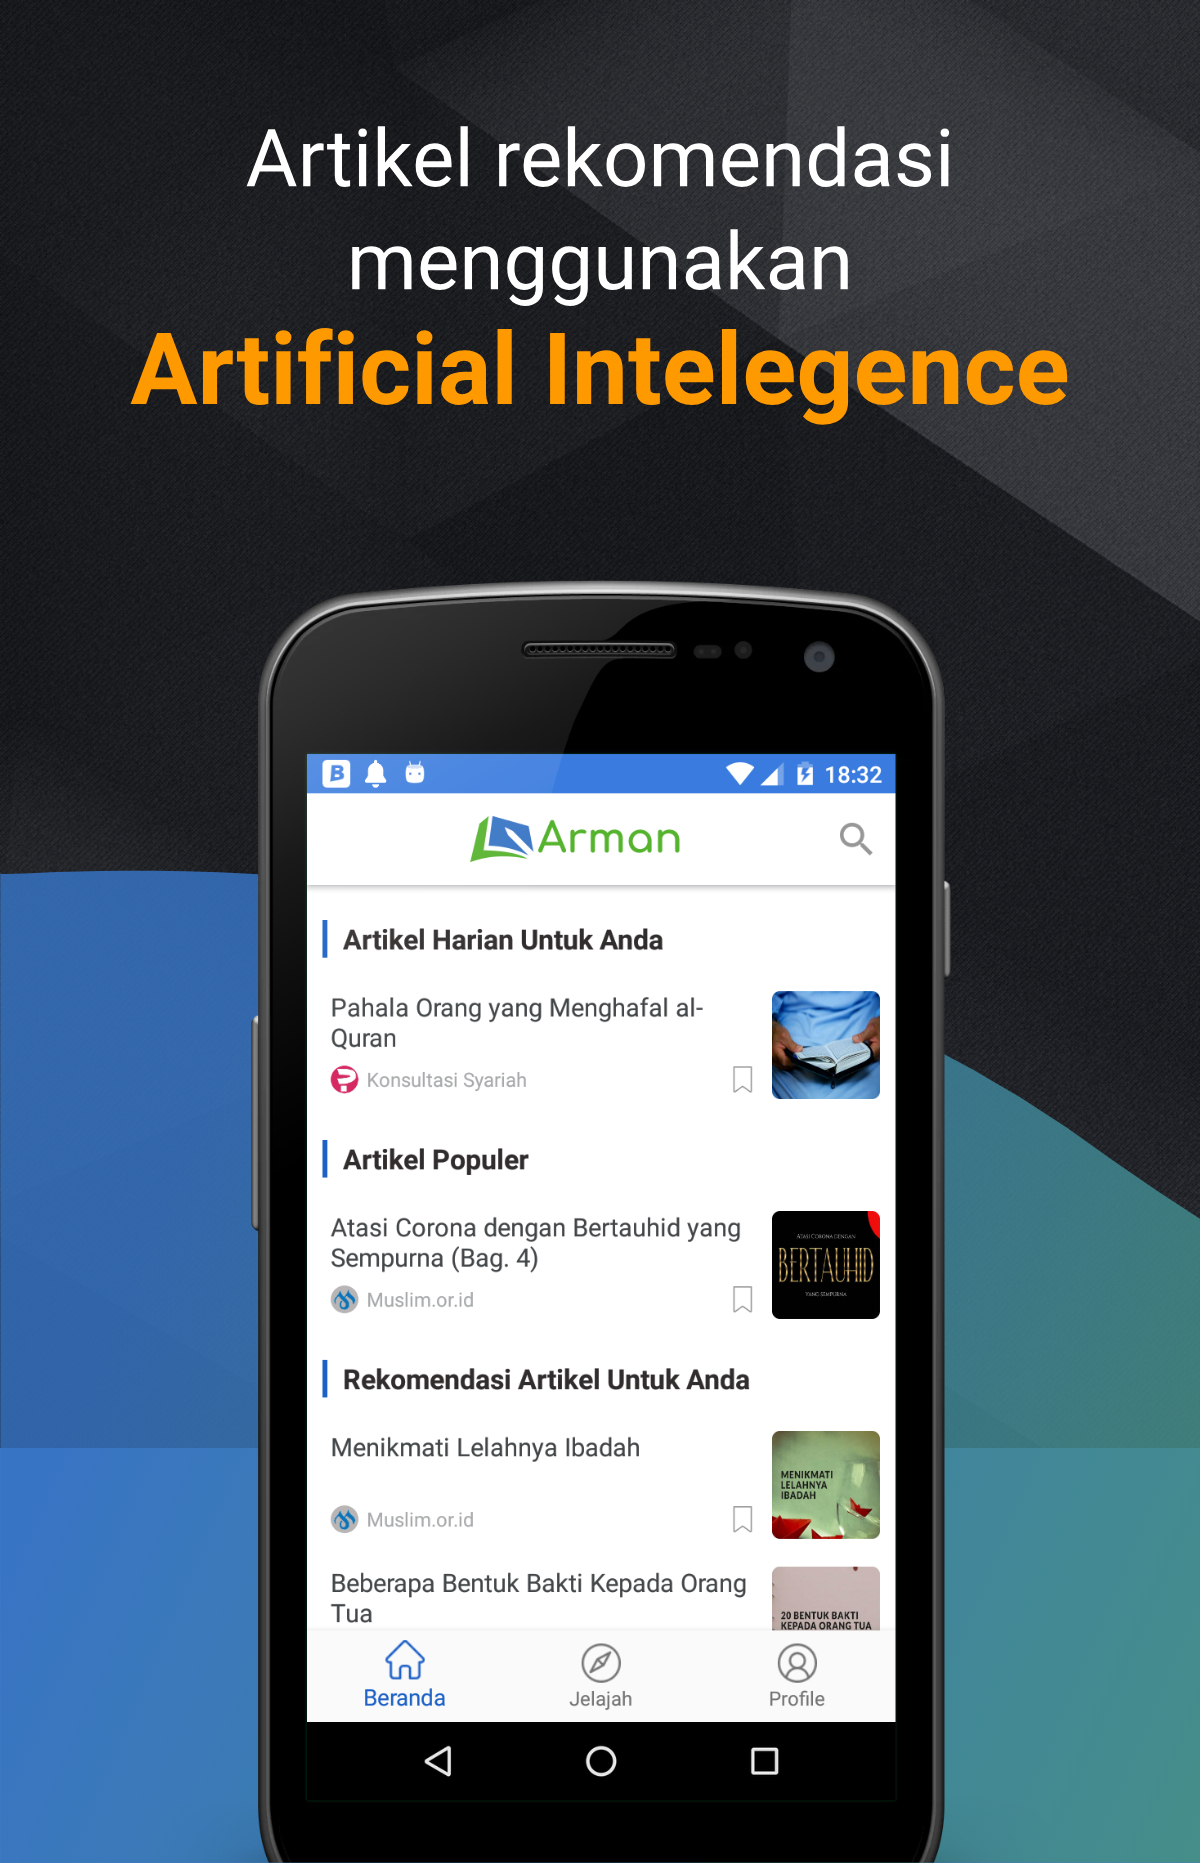 Artikel rekomendasi
menggunakan
Artificial Intelegence
B
18:32
Arman
Artikel Harian Untuk Anda
Pahala Orang yang Menghafal al-
Quran
Konsultasi Syariah
Artikel Populer
Atasi Corona dengan Bertauhid yang
Sempurna (Bag. 4)
ATASI CORONA DENGAN
BERTAUHID
YANG SEMPURNA
Muslim.or.id
Rekomendasi Artikel Untuk Anda
Menikmati Lelahnya Ibadah
MENIKMATI
LELAHNYA
IBADAH
Muslim.or.id
Beberapa Bentuk Bakti Kepada Orang
Tua
20 BENTUK BAKTI
KEPADA ORANG TUA
Beranda
Jelajah
Profile